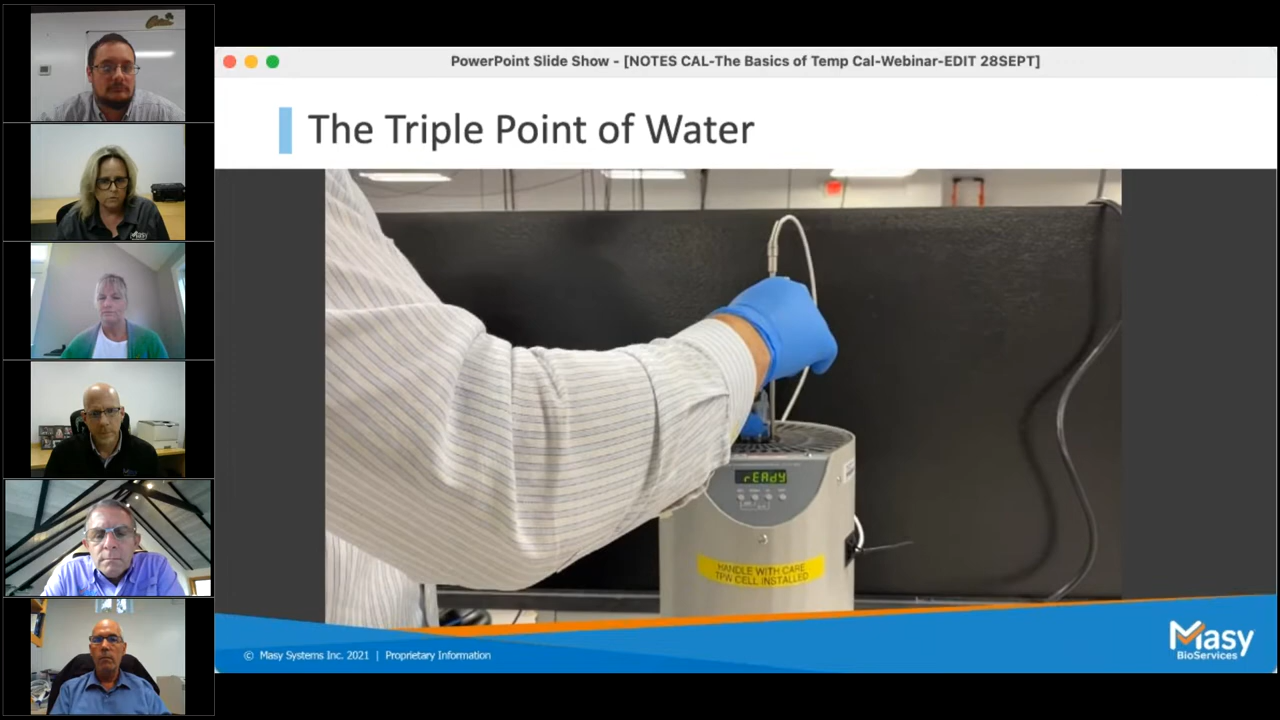 PowerPoint Slide Show - [NOTES CAL-The Basics of Temp Cal-Webinar-EDIT 28SEPT]
The Triple Point of Water
rEAdy
HANDLE WITH CARE
TPW CELL INSTALLED
© Masy Systems Inc. 2021 | Proprietary Information
Masy
BioServices
Masy